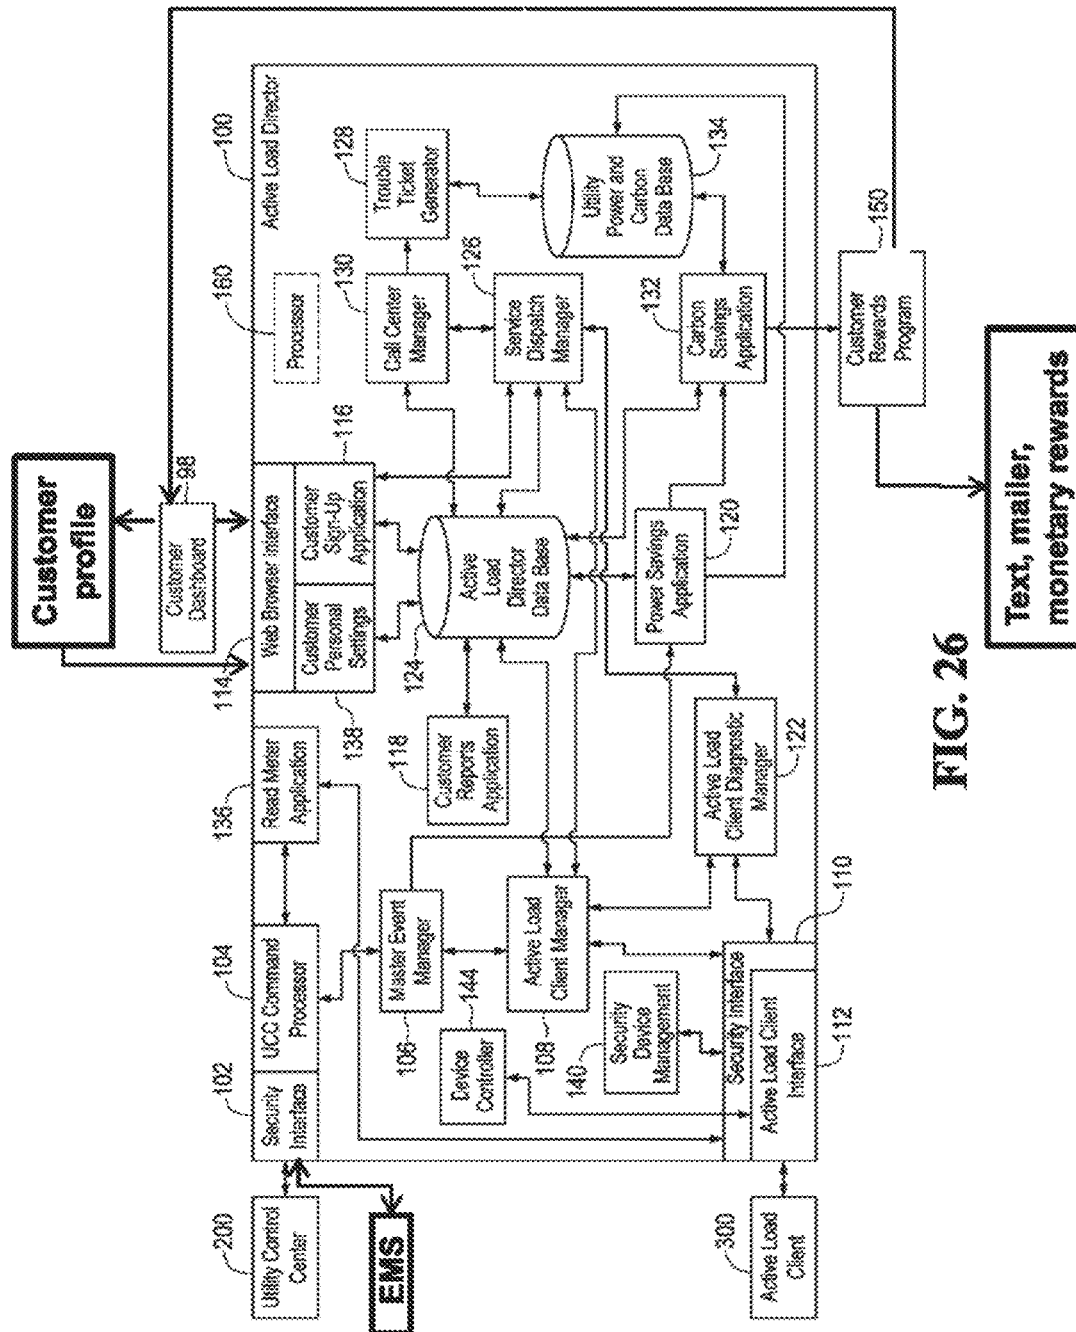 Customer
profile
98
Customer
Dashboard
200
Utility Control
Center
EMS
300
Active Load
Client
100
Active Load Director
102
Security
Interface
104
UCC Command
Processor
136
Read Meter
Application
114
Web Browser Interface
138
Customer
Personal
Settings
116
Customer
Sign-Up
Application
160
Processor
106
Master Event
Manager
144
Device
Controller
108
Active Load
Client Manager
140
Security
Device
Management
118
Customer
Reports
Application
124
Active
Load
Director
Data Base
130
Call Center
Manager
128
Trouble
Ticket
Generator
126
Service
Dispatch
Manager
134
Utility
Power and
Carbon
Data Base
132
Carbon
Savings
Application
120
Power Savings
Application
122
Active Load
Client Diagnostic
Manager
110
Security Interface
112
Active Load Client
Interface
150
Customer
Rewards
Program
Text, mailer,
monetary rewards
FIG. 26